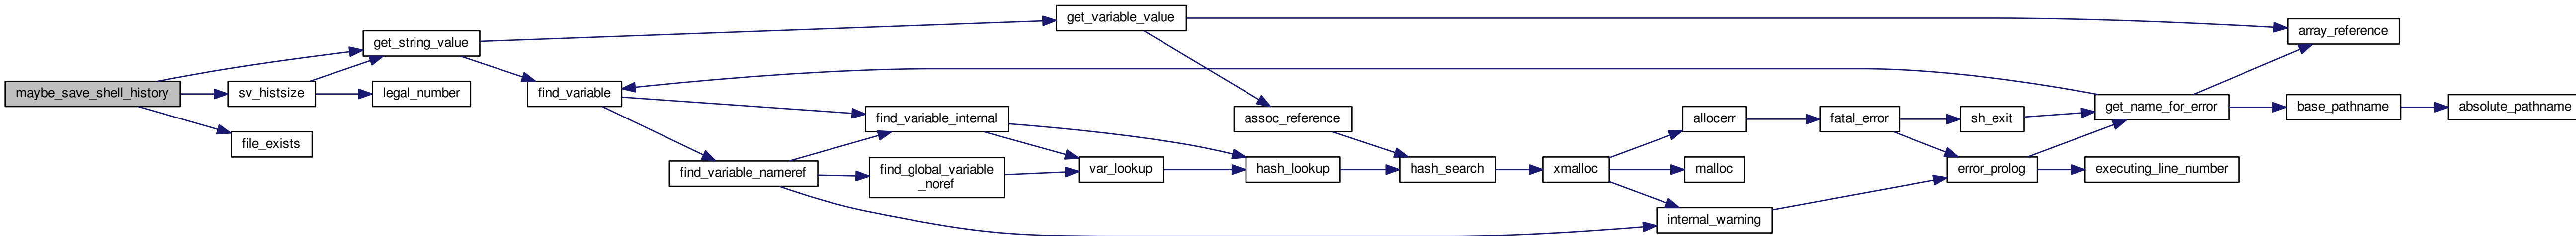 maybe_save_shell_history
get_string_value
sv_histsize
file_exists
legal_number
find_variable
find_variable_nameref
find_variable_internal
find_global_variable
_noref
get_variable_value
var_lookup
assoc_reference
hash_lookup
hash_search
xmalloc
allocerr
malloc
internal_warning
fatal_error
sh_exit
error_prolog
get_name_for_error
executing_line_number
array_reference
base_pathname
absolute_pathname